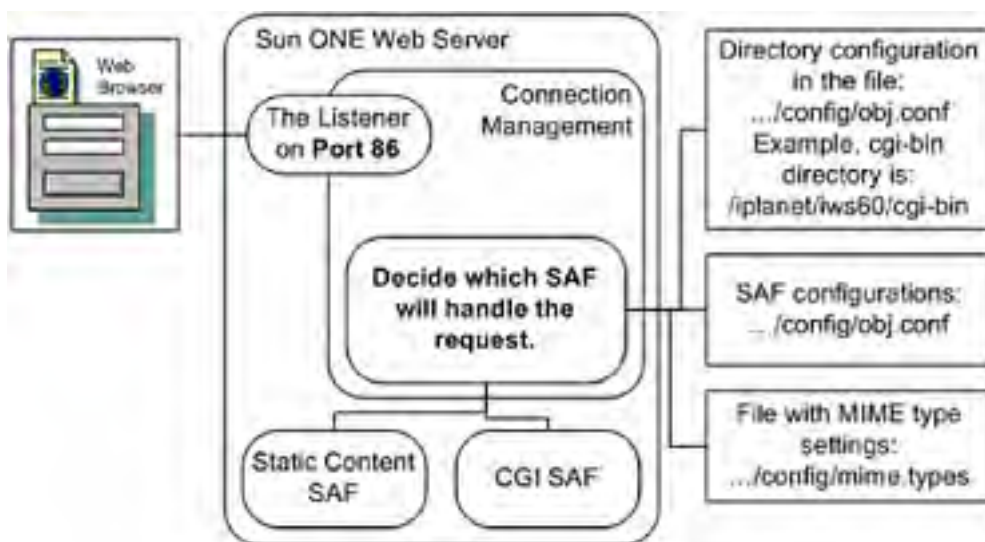 Web
Browser
Sun ONE Web Server
The Listener
on Port 86
Connection
Management
Decide which SAF
will handle the
request.
Static Content
SAF
CGI SAF
Directory configuration
in the file:
.../config/obj.conf
Example, cgi-bin
directory is:
/iplanet/iws60/cgi-bin
SAF configurations:
.../config/obj.conf
File with MIME type
settings:
.../config/mime.types